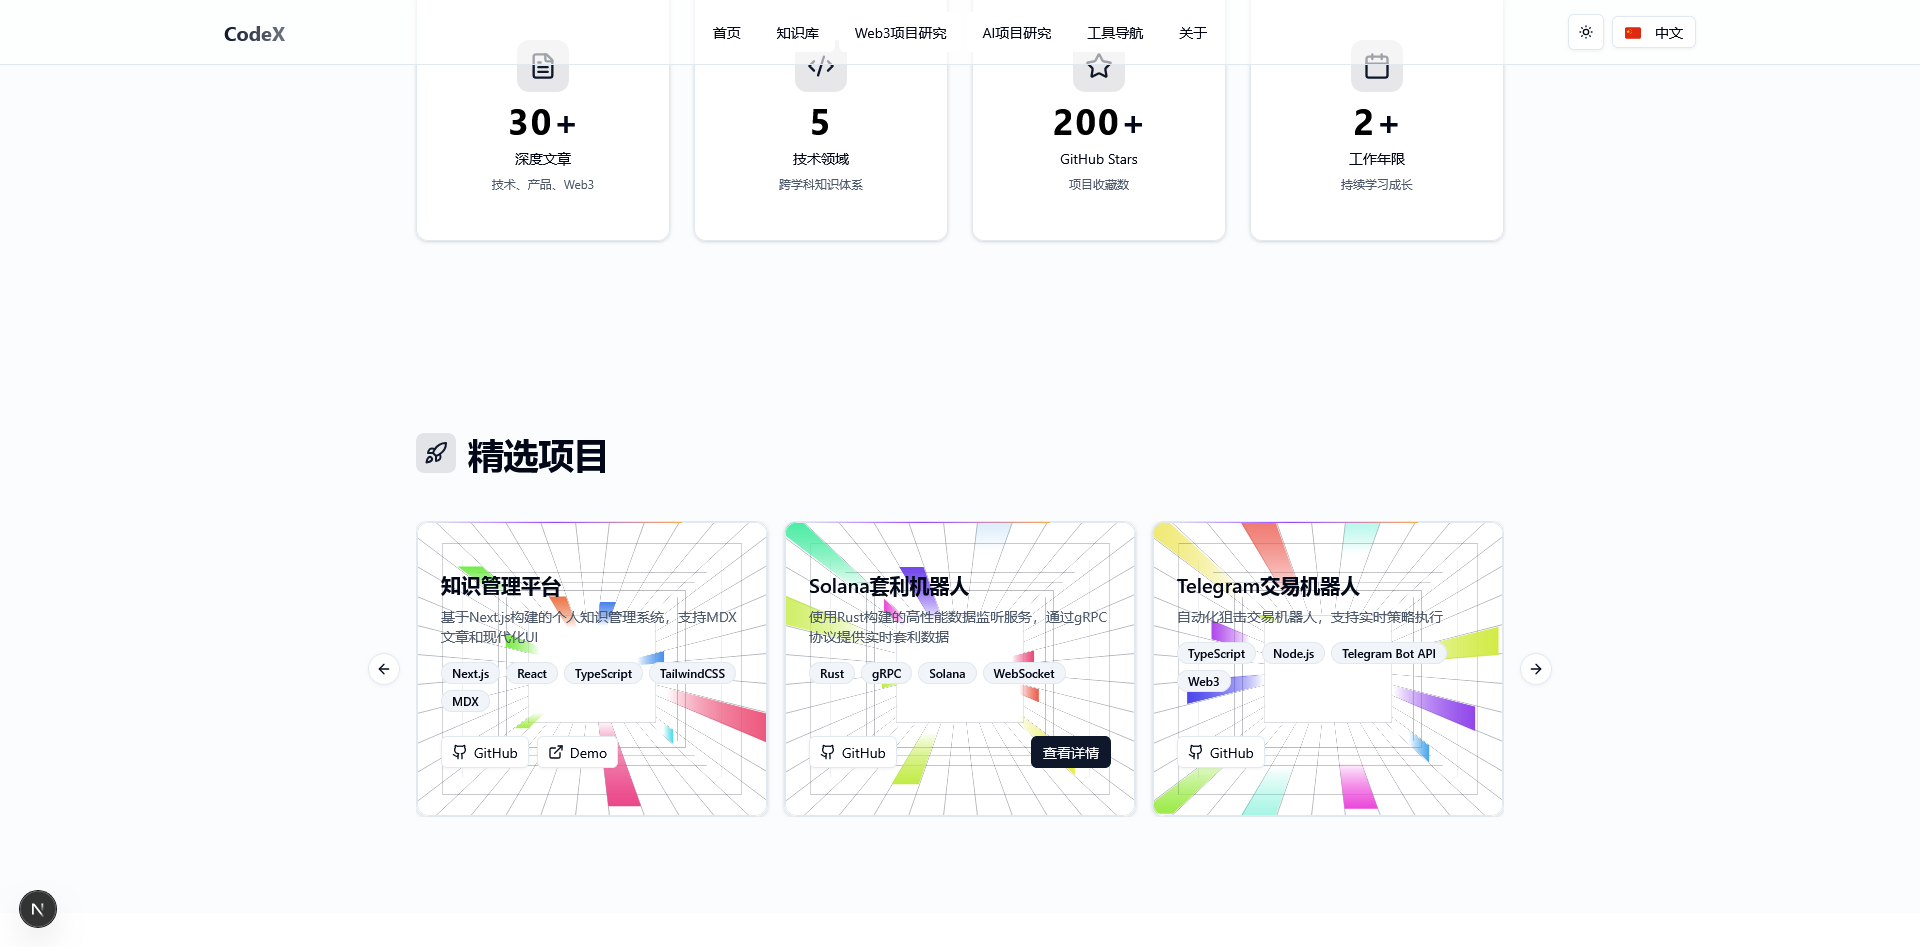 CodeX
首页 知识库 Web3项目研究 AI项目研究 工具导航 关于
中文
30+
深度文章
技术、产品、Web3
5
技术领域
跨学科知识体系
200+
GitHub Stars
项目收藏数
2+
工作年限
持续学习成长
精选项目
知识管理平台
基于Next.js构建的个人知识管理系统，支持MDX
文章和现代化UI
Next.js React TypeScript TailwindCSS
MDX
GitHub Demo
Solana套利机器人
使用Rust构建的高性能数据监听服务，通过gRPC
协议提供实时套利数据
Rust gRPC Solana WebSocket
GitHub 查看详情
Telegram交易机器人
自动化狙击交易机器人，支持实时策略执行
TypeScript Node.js Telegram Bot API
Web3
GitHub
N